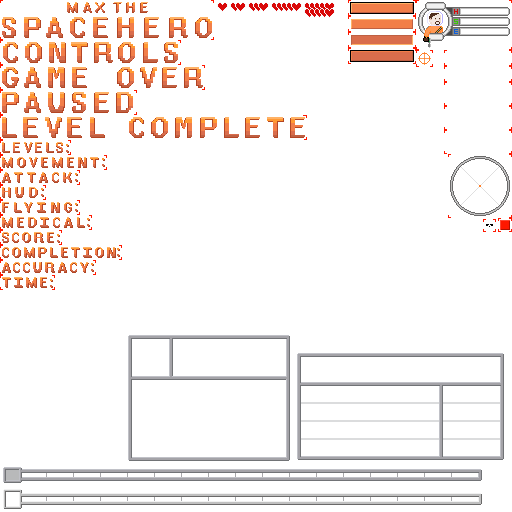 MAX THE
SPACEHERO
CONTROLS
GAME OVER
PAUSED
LEVEL COMPLETE
LEVELS:
MOVEMENT:
ATTACK:
HUD:
FLYING:
MEDICAL:
SCORE:
COMPLETION:
ACCURACY:
TIME: